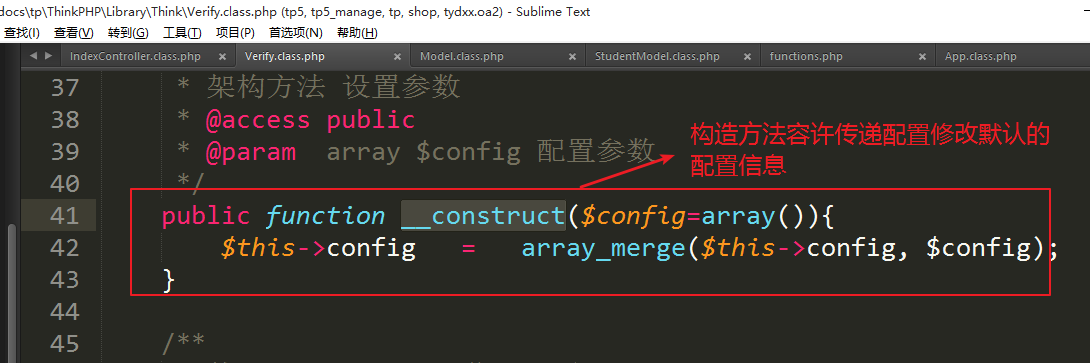 docs\tp\ThinkPHP\Library\Think\Verify.class.php (tp5, tp5_manage, tp, shop, tydxx.oa2) - Sublime Text
查找(I) 查看(V) 转到(G) 工具(T) 项目(P) 首选项(N) 帮助(H)
IndexController.class.php × Verify.class.php × Model.class.php × StudentModel.class.php × functions.php × App.class.php
37 * 架构方法 设置参数
38 * @access public
39 * @param  array $config 配置参数
构造方法容许传递配置修改默认的
配置信息
40 */
41 public function __construct($config=array()){
42 $this->config   =   array_merge($this->config, $config);
43 }
44
45 /**